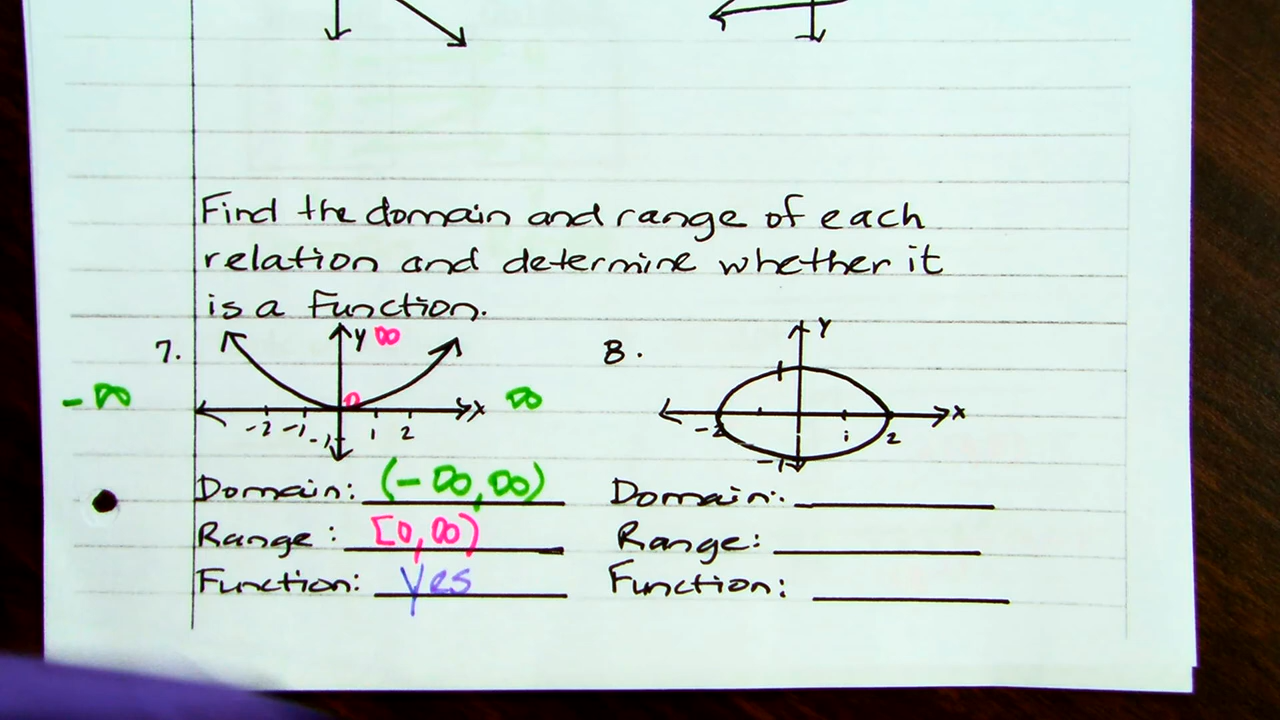 Find the domain and range of each
relation and determine whether it
is a Function.
7.
Y ∞
-∞
0
X ∞
-2 -1 -1 1 2
Domain: (-∞,∞)
Range: [0,∞)
Function: Yes
8.
Y
1
X
-2 1 2
-1
Domain:
Range:
Function: